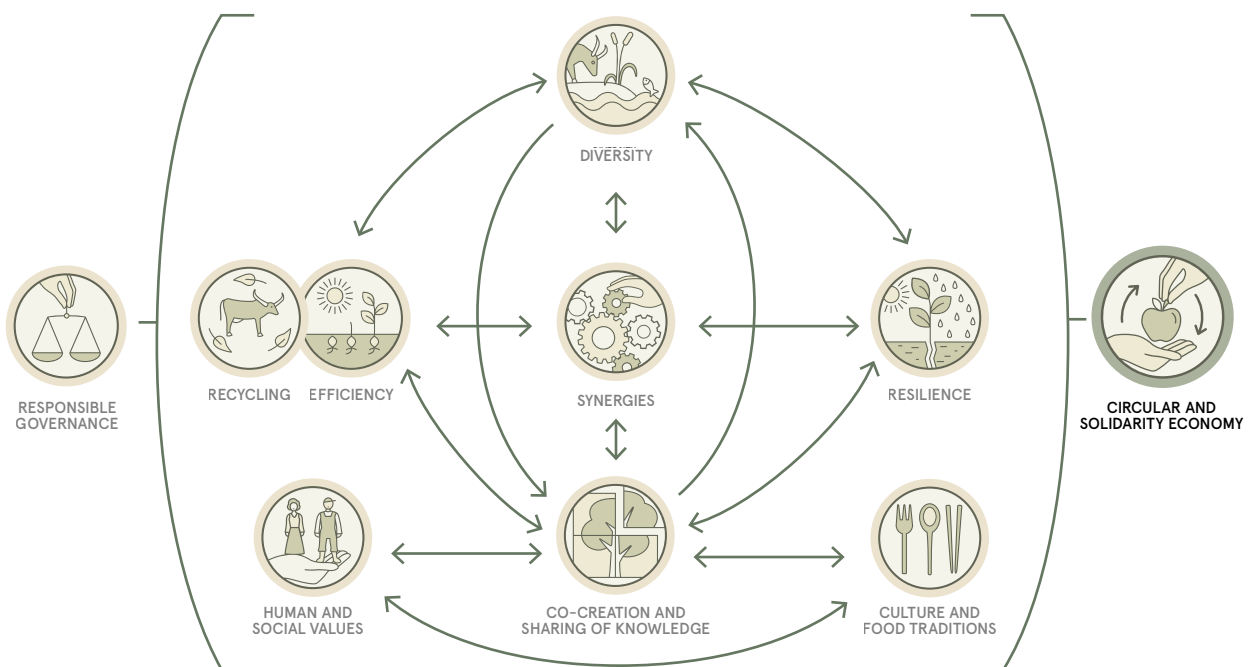 DIVERSITY
RECYCLING
EFFICIENCY
SYNERGIES
RESILIENCE
RESPONSIBLE
GOVERNANCE
CIRCULAR AND
SOLIDARITY ECONOMY
HUMAN AND
SOCIAL VALUES
CO-CREATION AND
SHARING OF KNOWLEDGE
CULTURE AND
FOOD TRADITIONS